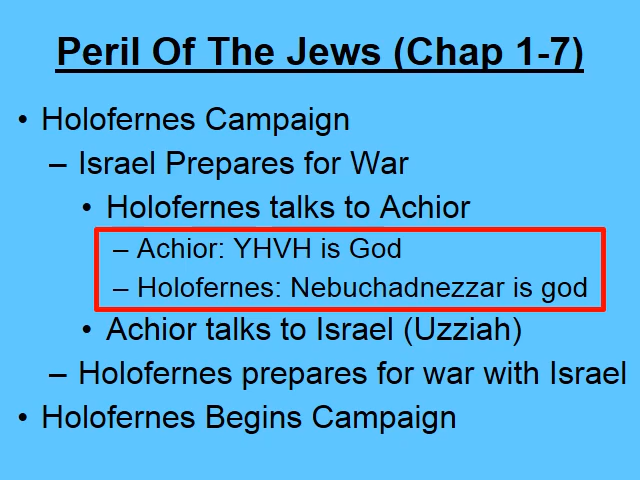 Peril Of The Jews (Chap 1-7)
• Holofernes Campaign
– Israel Prepares for War
• Holofernes talks to Achior
– Achior: YHVH is God
– Holofernes: Nebuchadnezzar is god
• Achior talks to Israel (Uzziah)
– Holofernes prepares for war with Israel
• Holofernes Begins Campaign